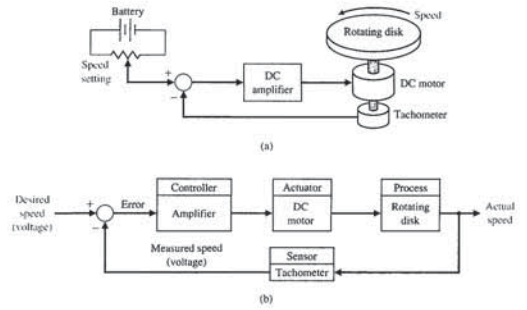 Battery
Speed
Rotating disk
Speed
setting
+
−
DC
amplifier
DC motor
Tachometer
(a)
Controller
Actuator
Process
Desired
speed
(voltage)
+
−
Error
Amplifier
DC
motor
Rotating
disk
Actual
speed
Measured speed
(voltage)
Sensor
Tachometer
(b)